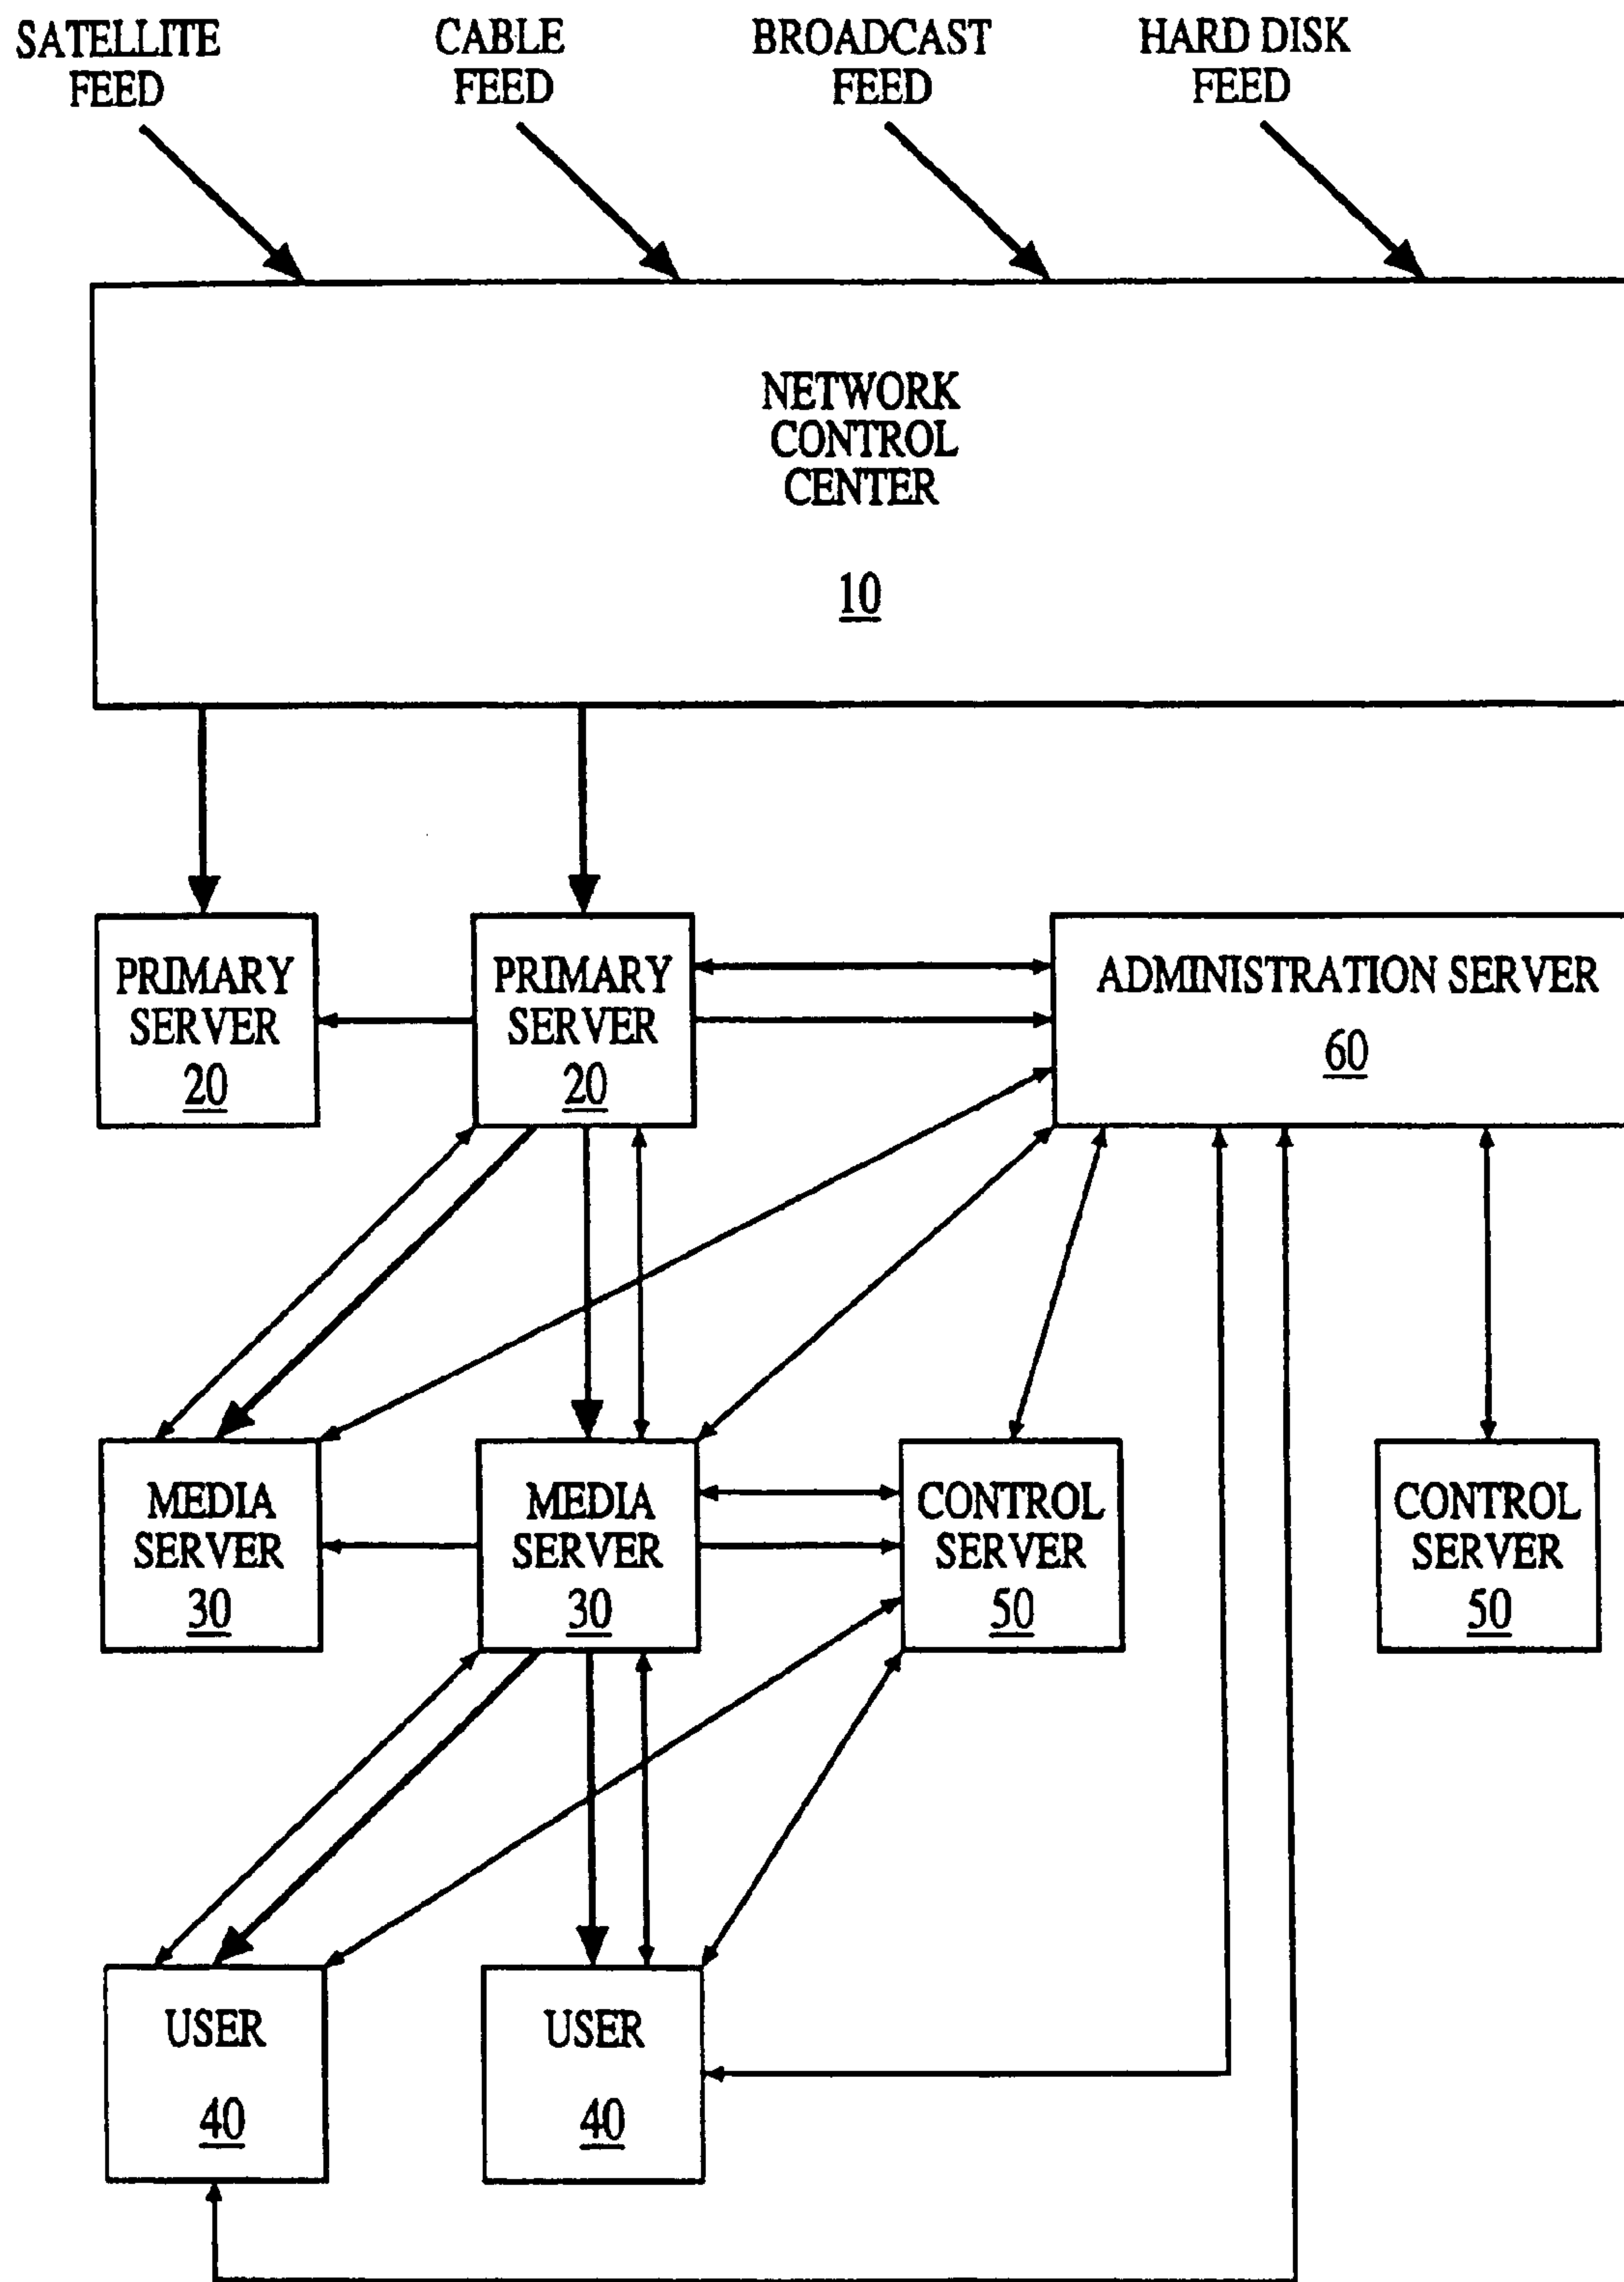 SATELLITE
FEED
CABLE
FEED
BROADCAST
FEED
HARD DISK
FEED
NETWORK
CONTROL
CENTER
10
PRIMARY
SERVER
20
PRIMARY
SERVER
20
ADMINISTRATION SERVER
60
MEDIA
SERVER
30
MEDIA
SERVER
30
CONTROL
SERVER
50
CONTROL
SERVER
50
USER
40
USER
40